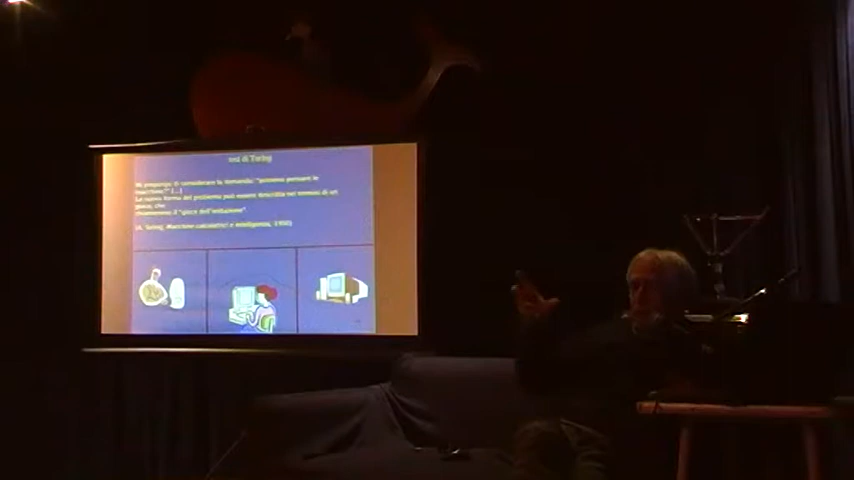 test di Turing
Mi propongo di considerare la domanda: "possono pensare le
macchine?" [...]
La nuova forma del problema può essere descritta nei termini di un
gioco, che
chiameremo il "gioco dell'imitazione"
(A. Turing, Macchine calcolatrici e intelligenza, 1950)